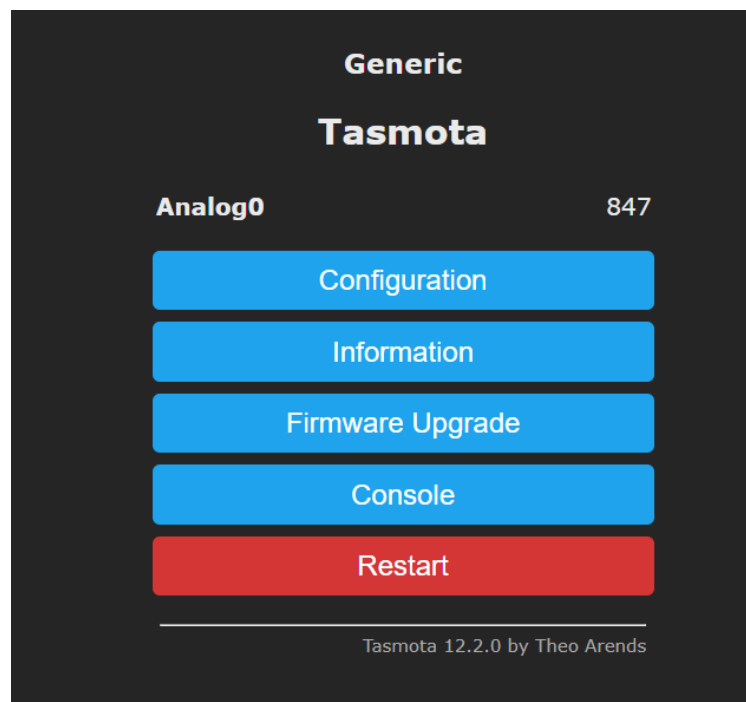 Generic
Tasmota
Analog0 847
Configuration
Information
Firmware Upgrade
Console
Restart
Tasmota 12.2.0 by Theo Arends